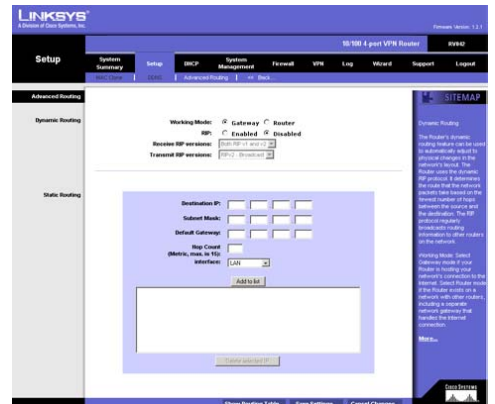 LINKSYS®
A Division of Cisco Systems, Inc.
Firmware Version: 1.2.1
10/100 4-port VPN Router RV042
Setup
System Summary Setup DHCP System Management Firewall VPN Log Wizard Support Logout
MAC Clone DDNS Advanced Routing << Back...
Advanced Routing
SITEMAP
Dynamic Routing
Working Mode: Gateway Router
RIP: Enabled Disabled
Receive RIP versions: Both RIP v1 and v2
Transmit RIP versions: RIPv2 - Broadcast
Static Routing
Destination IP:
Subnet Mask:
Default Gateway:
Hop Count
(Metric, max. is 15):
interface: LAN
Add to list
Delete selected IP
Dynamic Routing
The Router's dynamic
routing feature can be used
to automatically adjust to
physical changes in the
network's layout. The
Router uses the dynamic
RIP protocol. It determines
the route that the network
packets take based on the
fewest number of hops
between the source and
the destination. The RIP
protocol regularly
broadcasts routing
information to other routers
on the network.
Working Mode: Select
Gateway mode if your
Router is hosting your
network's connection to the
Internet. Select Router mode
if the Router exists on a
network with other routers,
including a separate
network gateway that
handles the Internet
connection.
More...
Show Routing Table Save Settings Cancel Changes
CISCO SYSTEMS